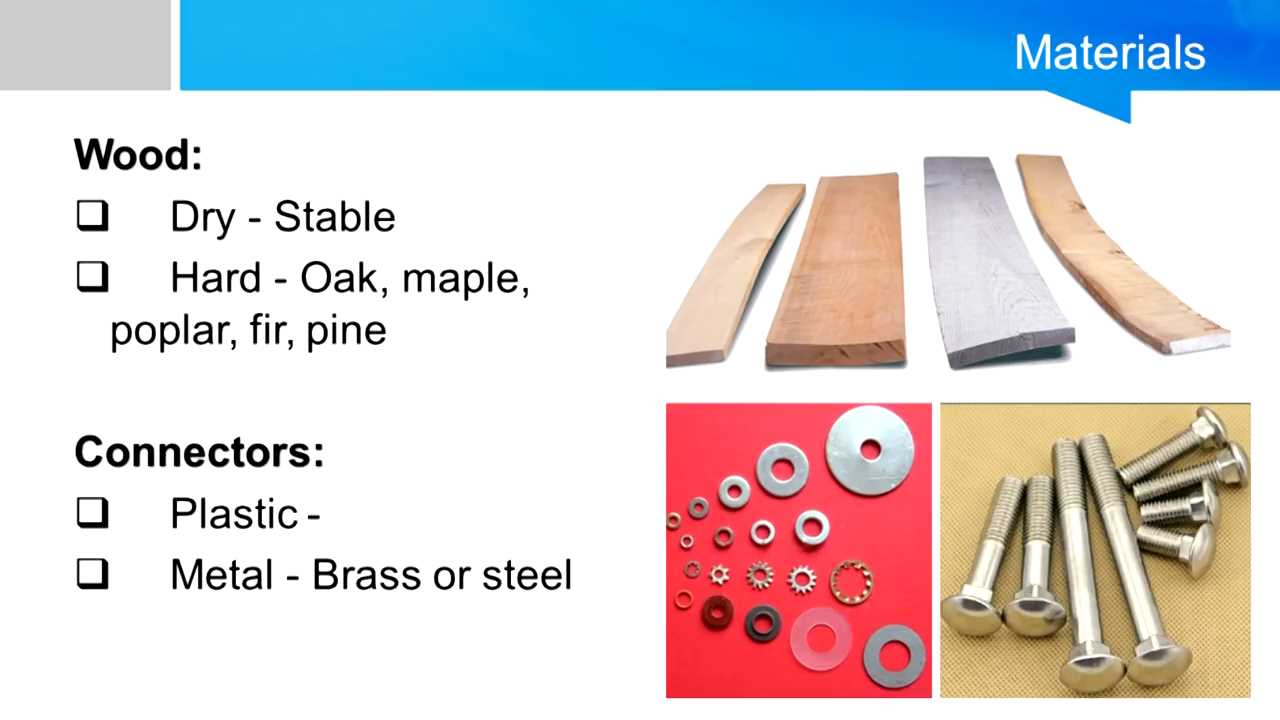 Materials
Wood:
❑ Dry - Stable
❑ Hard - Oak, maple,
poplar, fir, pine
Connectors:
❑ Plastic -
❑ Metal - Brass or steel